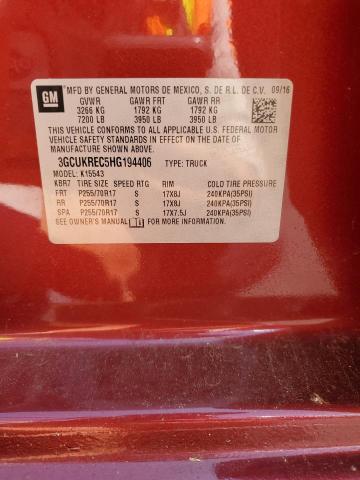 GM
MFD BY GENERAL MOTORS DE MEXICO, S. DE R.L. DE C.V. 09/16
GVWR GAWR FRT GAWR RR
3266 KG 1792 KG 1792 KG
7200 LB 3950 LB 3950 LB
THIS VEHICLE CONFORMS TO ALL APPLICABLE U.S. FEDERAL MOTOR
VEHICLE SAFETY STANDARDS IN EFFECT ON THE DATE OF
MANUFACTURE SHOWN ABOVE.
3GCUKREC5HG194406 TYPE: TRUCK
MODEL: K15543
KBR7 TIRE SIZE SPEED RTG RIM COLD TIRE PRESSURE
FRT P255/70R17 S 17X8J 240KPA(35PSI)
RR P255/70R17 S 17X8J 240KPA(35PSI)
SPA P255/70R17 S 17X7.5J 240KPA(35PSI)
SEE OWNER'S MANUAL FOR MORE INFORMATION.